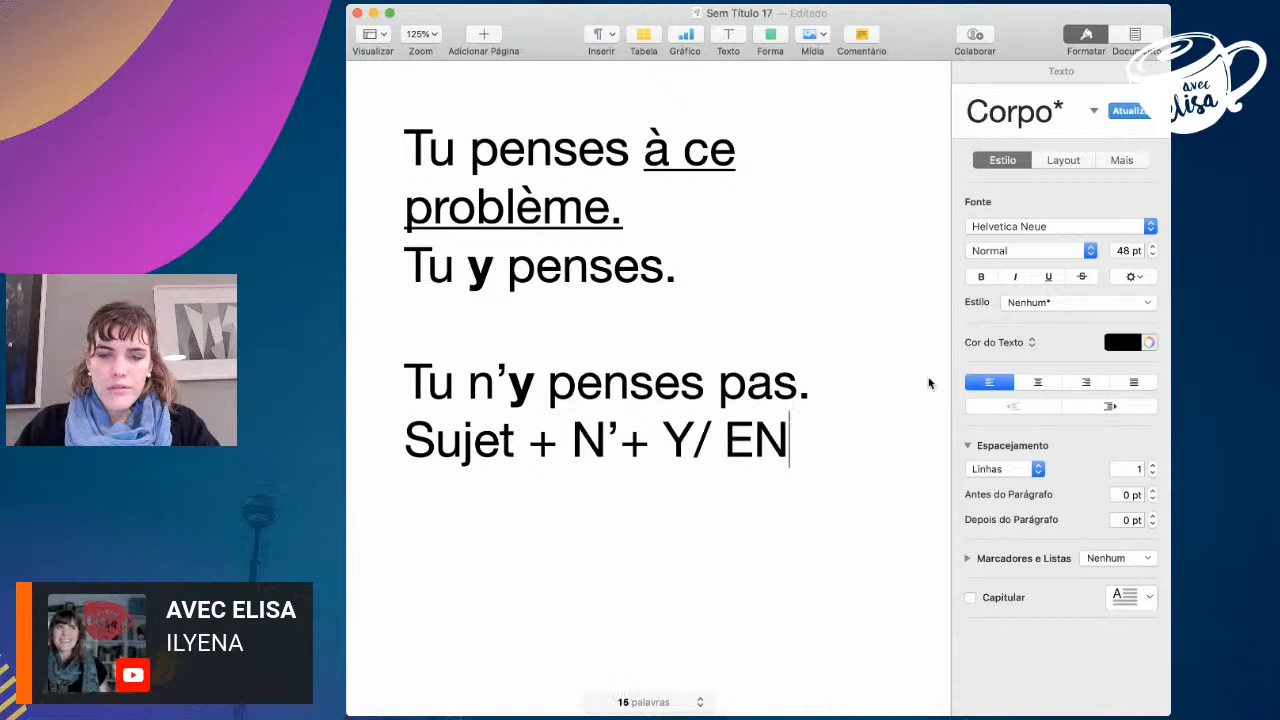 Sem Título 17 — Editado
125%
Visualizar
Zoom
Adicionar Página
Inserir
Tabela
Gráfico
Texto
Forma
Mídia
Comentário
Colaborar
Formatar
Texto
avec
elisa
Corpo*
Estilo
Layout
Mais
Fonte
Helvetica Neue
Normal
48 pt
B I U S
Estilo
Nenhum*
Cor do Texto
Espacejamento
Linhas
1
Antes do Parágrafo
0 pt
Depois do Parágrafo
0 pt
Marcadores e Listas
Nenhum
Capitular
A
Tu penses à ce
problème.
Tu y penses.
Tu n’y penses pas.
Sujet + N’+ Y/ EN
16 palavras
AVEC ELISA
ILYENA